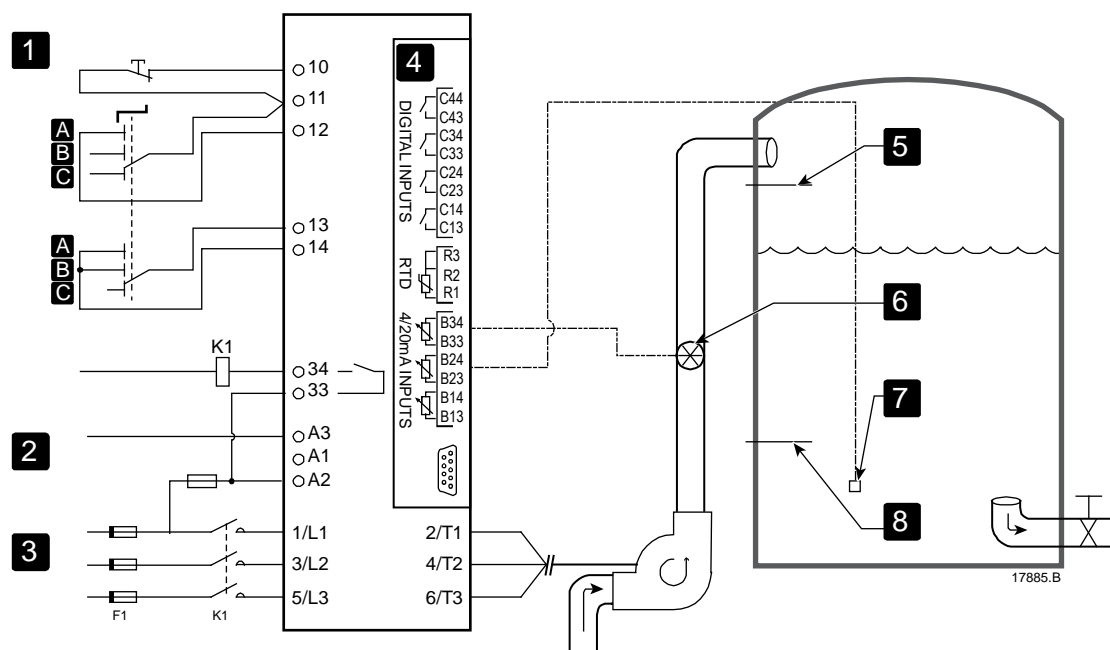 1
10
11
12
A
B
C
13
14
A
B
C
K1
34
33
2
A3
A1
A2
3
1/L1
3/L2
5/L3
F1
K1
2/T1
4/T2
6/T3
4
DIGITAL INPUTS
C44
C43
C34
C33
C24
C23
C14
C13
RTD
R3
R2
R1
4/20mA INPUTS
B34
B33
B24
B23
B14
B13
5
6
7
8
17885.B